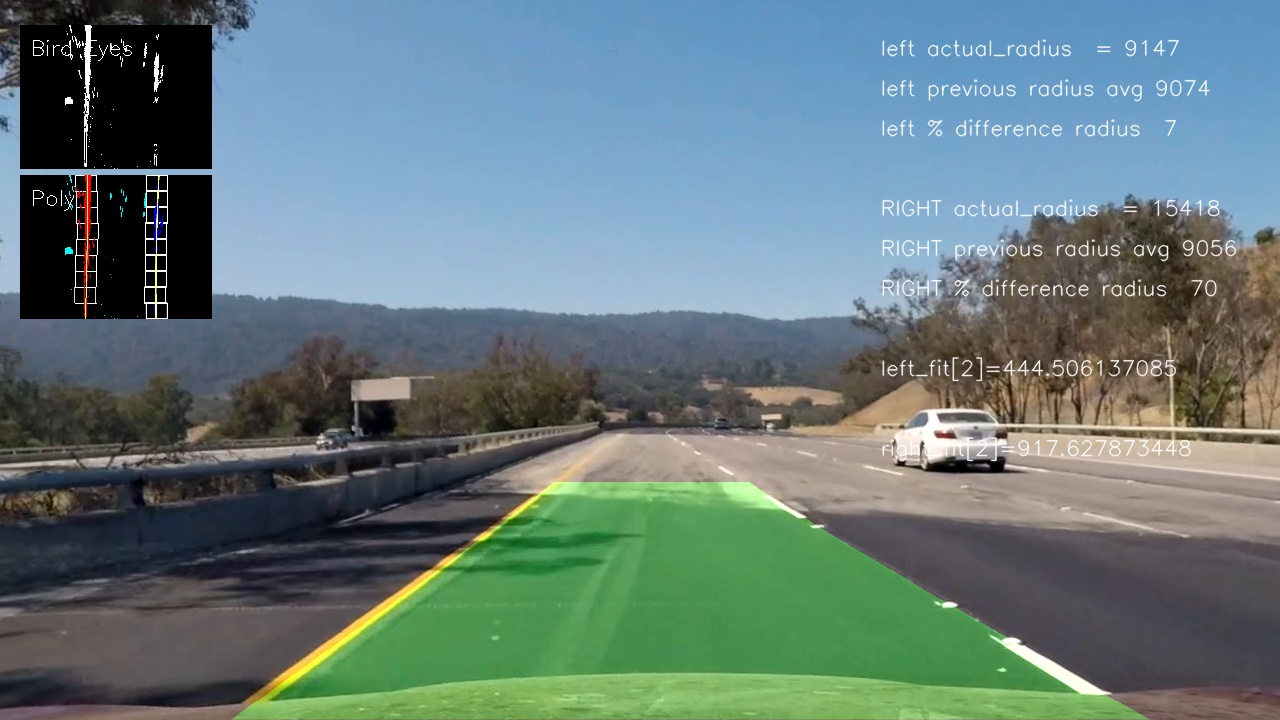 Bird Eyes
Poly
left actual_radius = 9147
left previous radius avg 9074
left % difference radius 7
RIGHT actual_radius = 15418
RIGHT previous radius avg 9056
RIGHT % difference radius 70
left_fit[2]=444.506137085
right_fit[2]=917.627873448